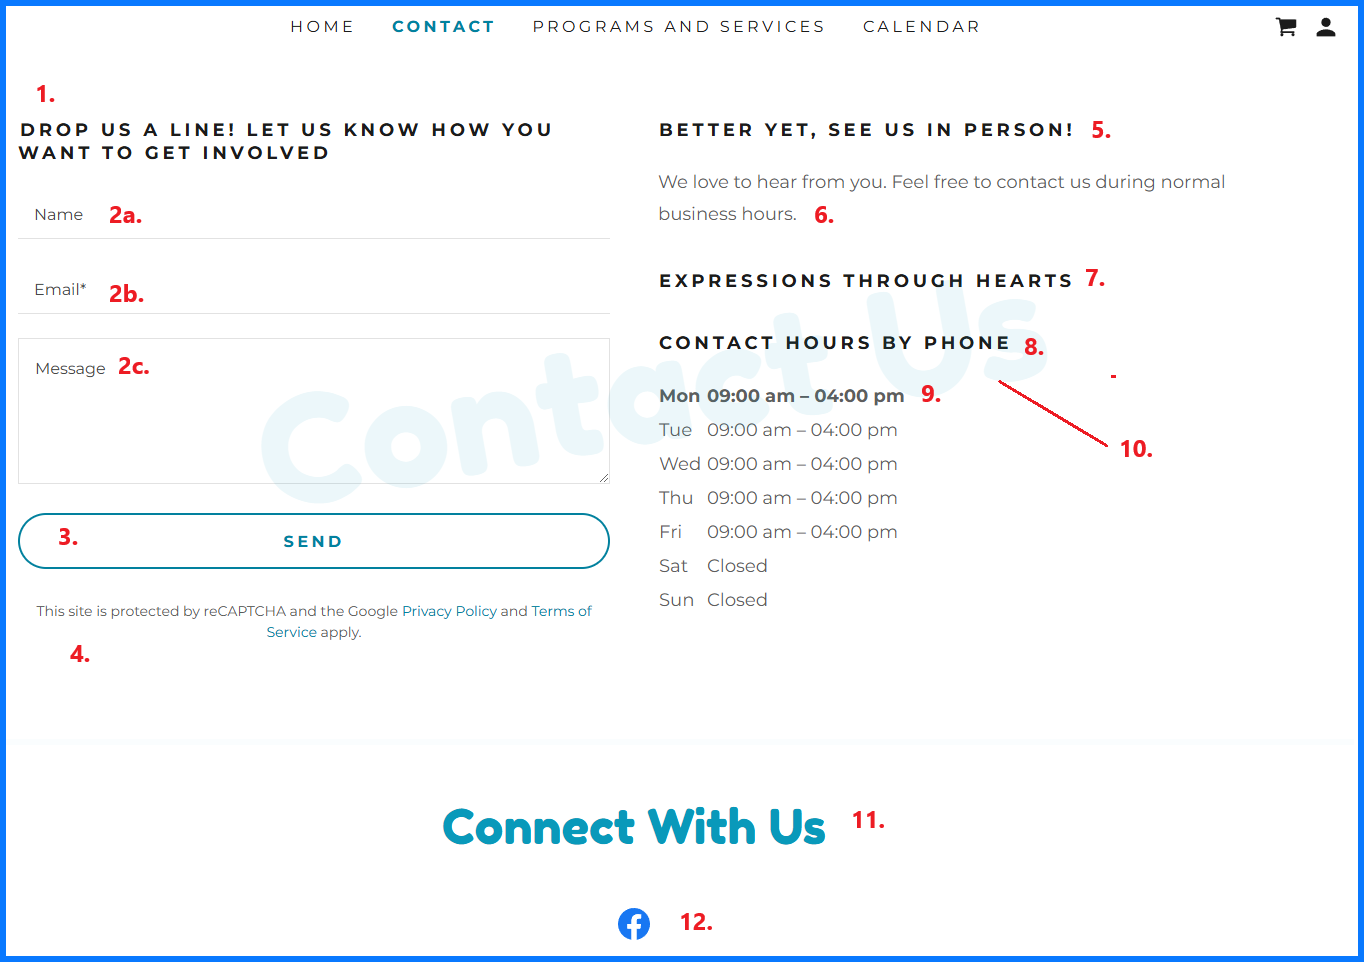 HOME CONTACT PROGRAMS AND SERVICES CALENDAR
1.
DROP US A LINE! LET US KNOW HOW YOU
WANT TO GET INVOLVED
Name 2a.
Email* 2b.
Message 2c.
3. SEND
This site is protected by reCAPTCHA and the Google Privacy Policy and Terms of
Service apply.
4.
BETTER YET, SEE US IN PERSON! 5.
We love to hear from you. Feel free to contact us during normal
business hours. 6.
EXPRESSIONS THROUGH HEARTS 7.
CONTACT HOURS BY PHONE 8.
-
Mon 09:00 am – 04:00 pm 9.
Tue 09:00 am – 04:00 pm
10.
Wed 09:00 am – 04:00 pm
Thu 09:00 am – 04:00 pm
Fri 09:00 am – 04:00 pm
Sat Closed
Sun Closed
Contact Us
Connect With Us 11.
12.